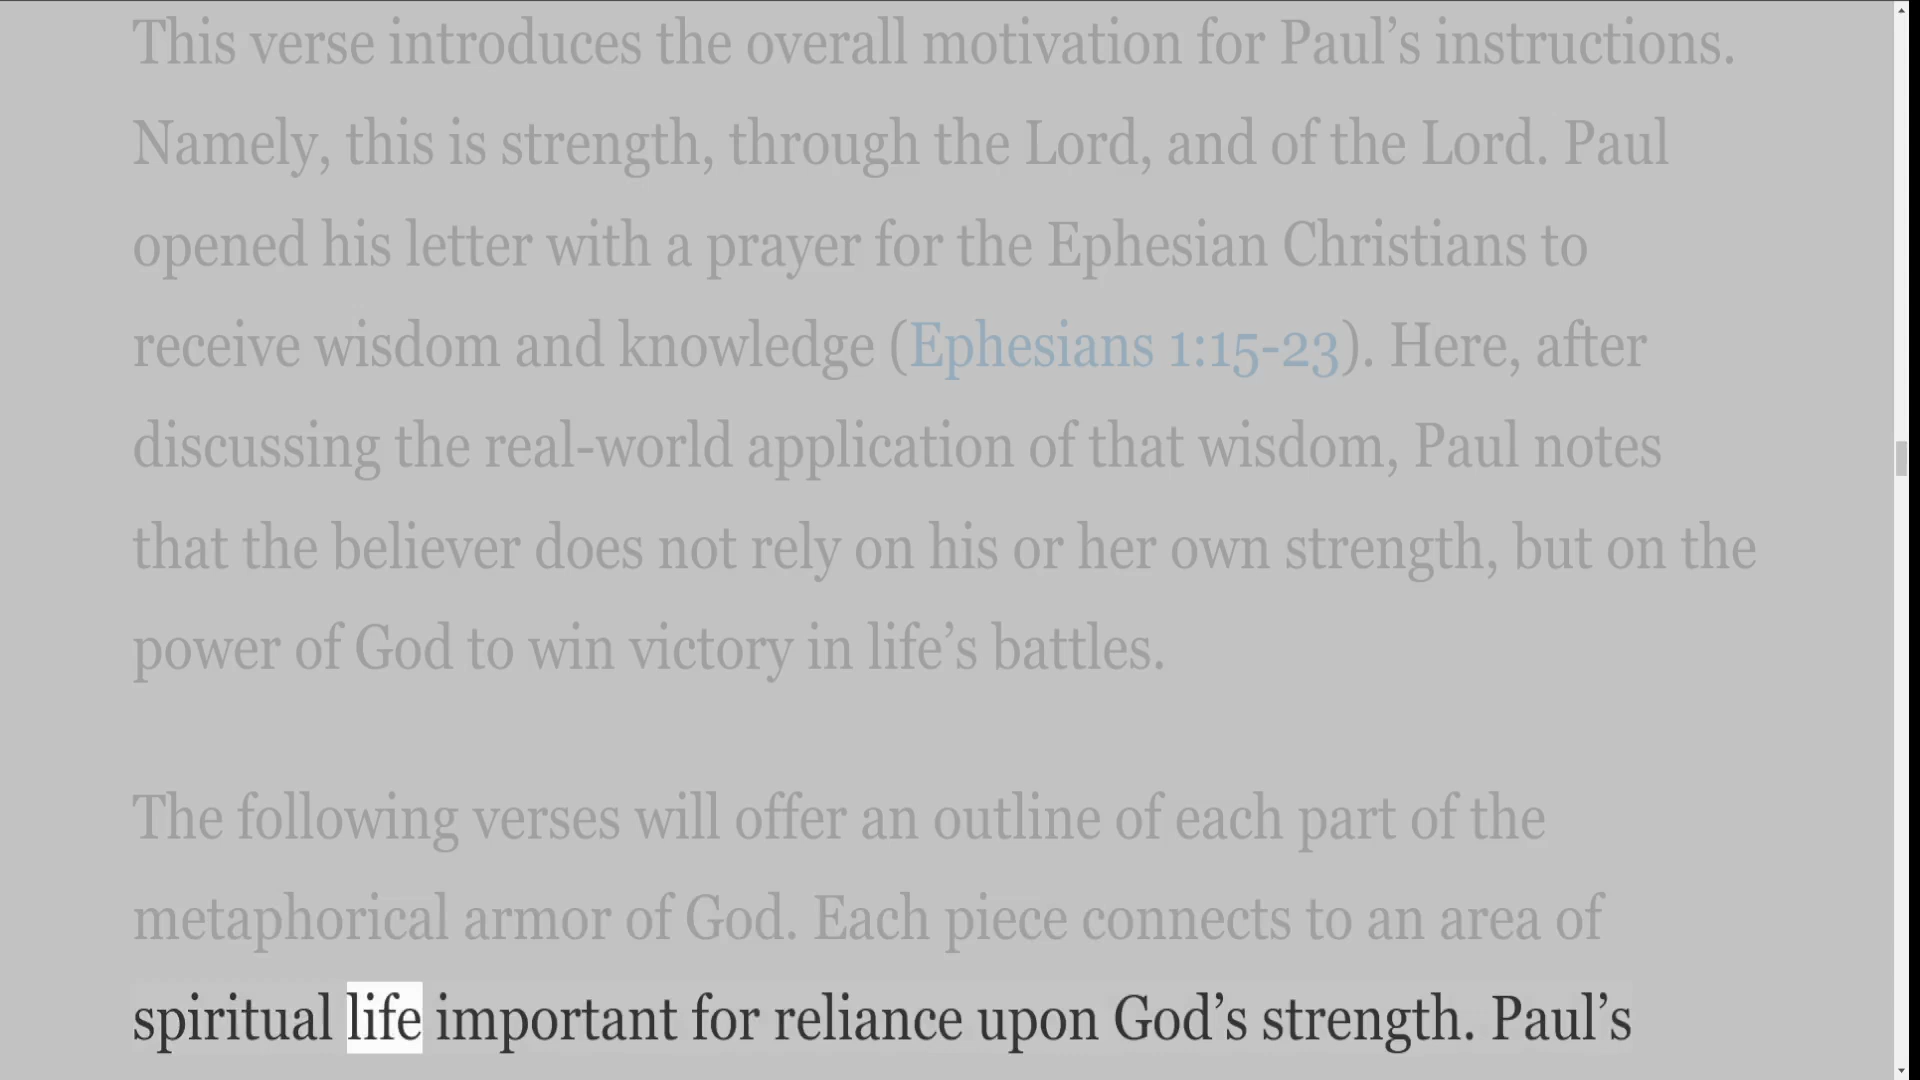 This verse introduces the overall motivation for Paul’s instructions.
Namely, this is strength, through the Lord, and of the Lord. Paul
opened his letter with a prayer for the Ephesian Christians to
receive wisdom and knowledge (Ephesians 1:15-23). Here, after
discussing the real-world application of that wisdom, Paul notes
that the believer does not rely on his or her own strength, but on the
power of God to win victory in life’s battles.
The following verses will offer an outline of each part of the
metaphorical armor of God. Each piece connects to an area of
spiritual life important for reliance upon God’s strength. Paul’s